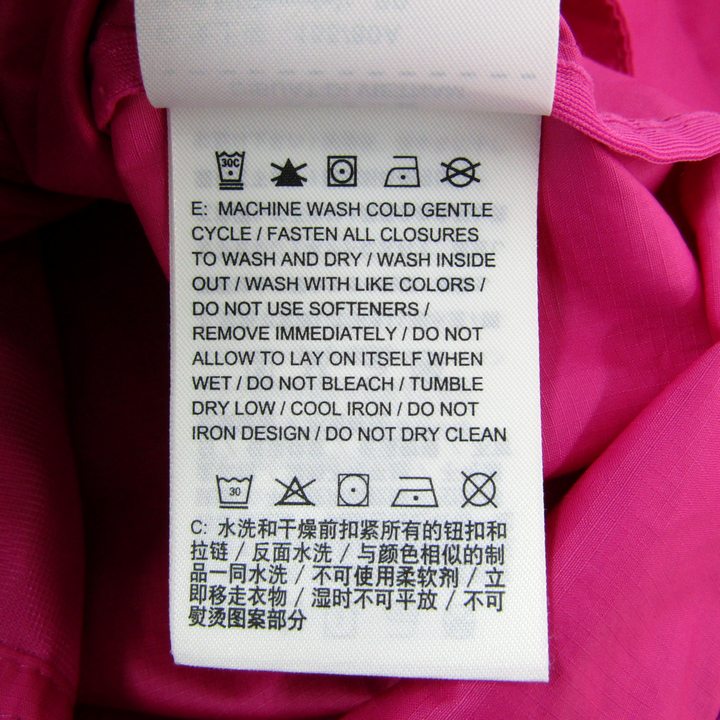 30C
E: MACHINE WASH COLD GENTLE
CYCLE / FASTEN ALL CLOSURES
TO WASH AND DRY / WASH INSIDE
OUT / WASH WITH LIKE COLORS /
DO NOT USE SOFTENERS /
REMOVE IMMEDIATELY / DO NOT
ALLOW TO LAY ON ITSELF WHEN
WET / DO NOT BLEACH / TUMBLE
DRY LOW / COOL IRON / DO NOT
IRON DESIGN / DO NOT DRY CLEAN
30
C: 水洗和干燥前扣紧所有的钮扣和
拉链 / 反面水洗 / 与颜色相似的制
品一同水洗 / 不可使用柔软剂 / 立
即移走衣物 / 湿时不可平放 / 不可
熨烫图案部分